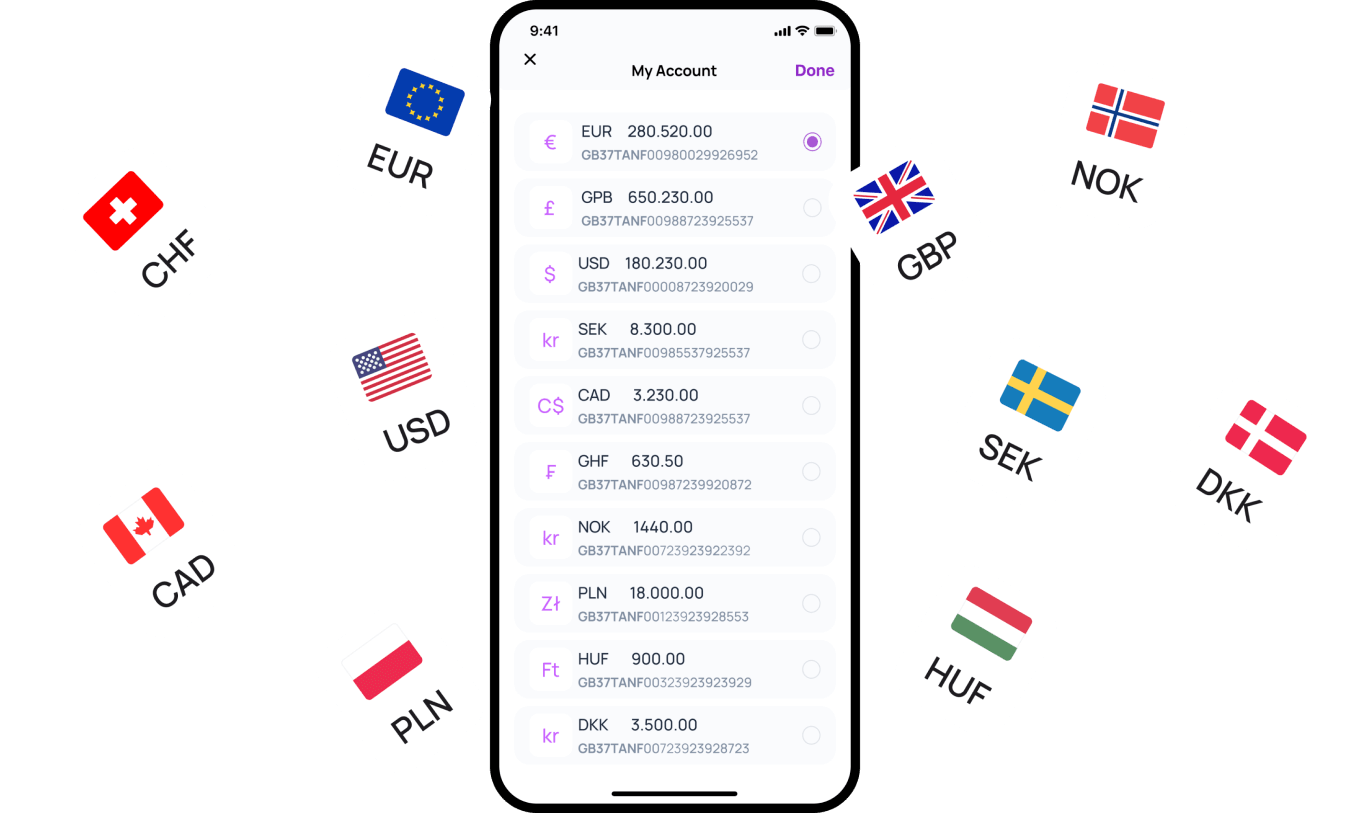 9:41
My Account
Done
€
EUR 280.520.00
GB37TANF00980029926952
£
GPB 650.230.00
GB37TANF00988723925537
$
USD 180.230.00
GB37TANF00008723920029
kr
SEK 8.300.00
GB37TANF00985537925537
C$
CAD 3.230.00
GB37TANF00988723925537
₣
GHF 630.50
GB37TANF00987239920872
kr
NOK 1440.00
GB37TANF00723923922392
Zł
PLN 18.000.00
GB37TANF00123923928553
Ft
HUF 900.00
GB37TANF00323923923929
kr
DKK 3.500.00
GB37TANF00723923928723
EUR
CHF
USD
CAD
PLN
NOK
GBP
SEK
DKK
HUF